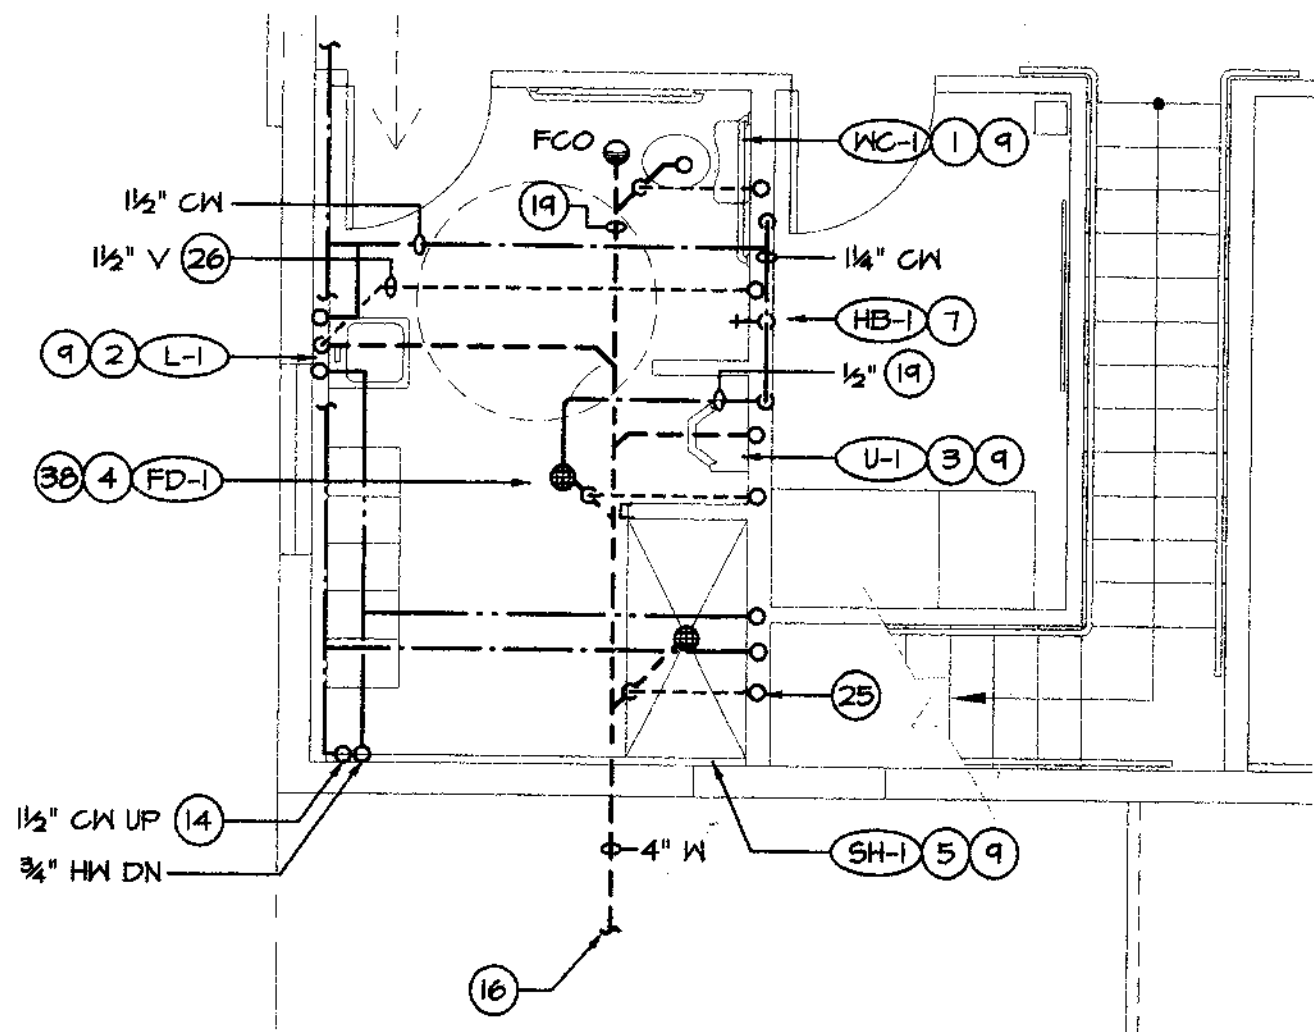 FCO
WC-1 1 9
1½" CW
19
1½" V 26
1¼" CW
HB-1 7
9 2 L-1
½" 19
38 4 FD-1
U-1 3 9
25
1½" CW UP 14
¾" HW DN
4" W
SH-1 5 9
16